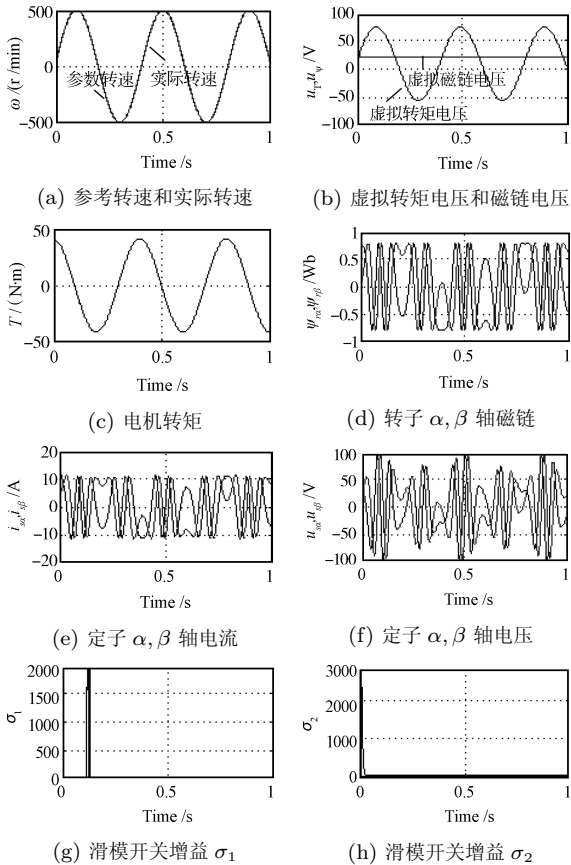 500
0
−500
ω /(r /min)
参数转速
实际转速
0
0.5
1
Time /s
(a) 参考转速和实际转速
100
50
0
−50
−100
u_T, u_ψ /V
虚拟磁链电压
虚拟转矩电压
0
0.5
1
Time /s
(b) 虚拟转矩电压和磁链电压
50
0
−50
T / (N·m)
0
0.5
1
Time /s
(c) 电机转矩
1
0.5
0
−0.5
−1
ψ_rα, ψ_rβ /Wb
0
0.5
1
Time /s
(d) 转子 α, β 轴磁链
20
10
0
−10
−20
i_sα, i_sβ /A
0
0.5
1
Time /s
(e) 定子 α, β 轴电流
100
50
0
−50
−100
u_sα, u_sβ /V
0
0.5
1
Time /s
(f) 定子 α, β 轴电压
2000
1500
1000
500
0
σ₁
0
0.5
1
Time /s
(g) 滑模开关增益 σ₁
3000
2000
1000
0
σ₂
0
0.5
1
Time /s
(h) 滑模开关增益 σ₂